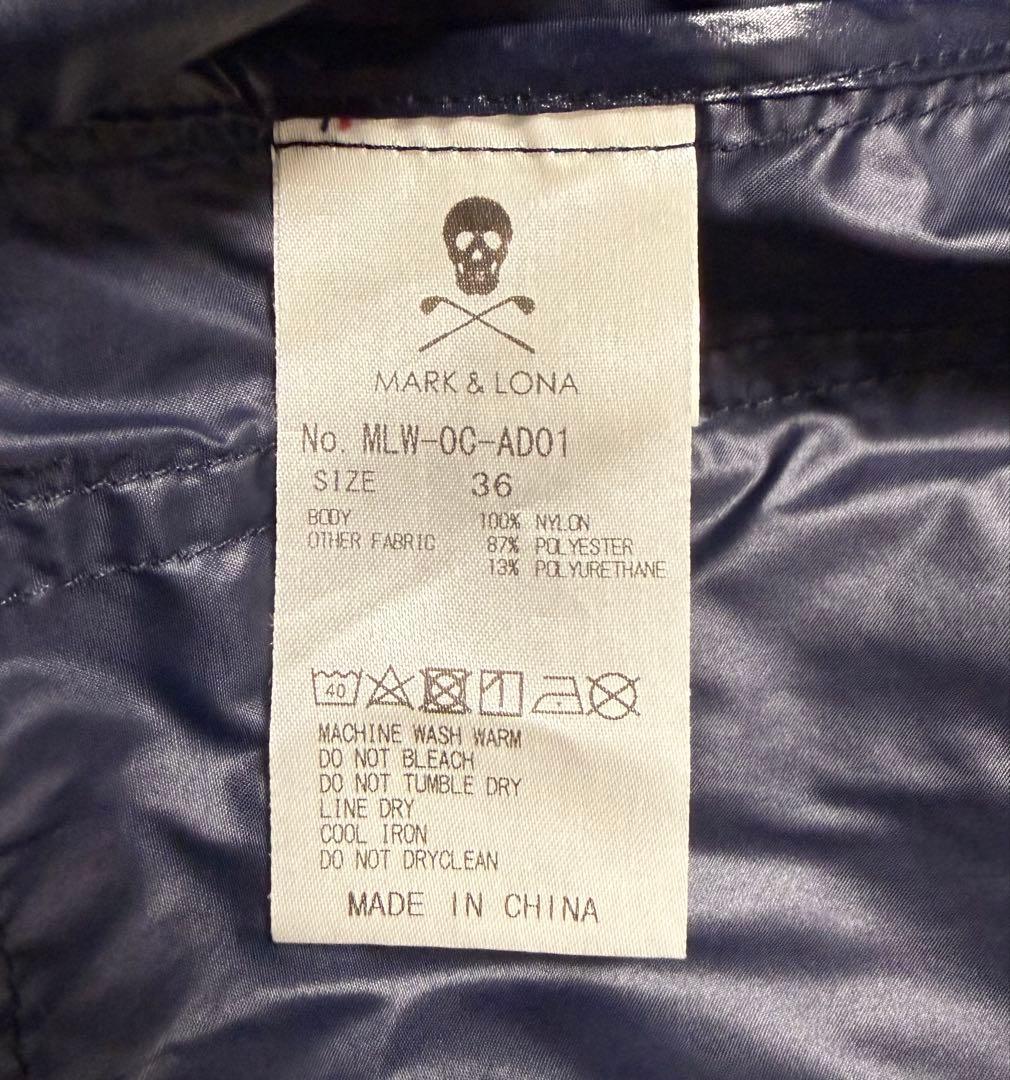 MARK & LONA
No. MLW-0C-AD01
SIZE 36
BODY 100% NYLON
OTHER FABRIC 87% POLYESTER
13% POLYURETHANE
40
MACHINE WASH WARM
DO NOT BLEACH
DO NOT TUMBLE DRY
LINE DRY
COOL IRON
DO NOT DRYCLEAN
MADE IN CHINA